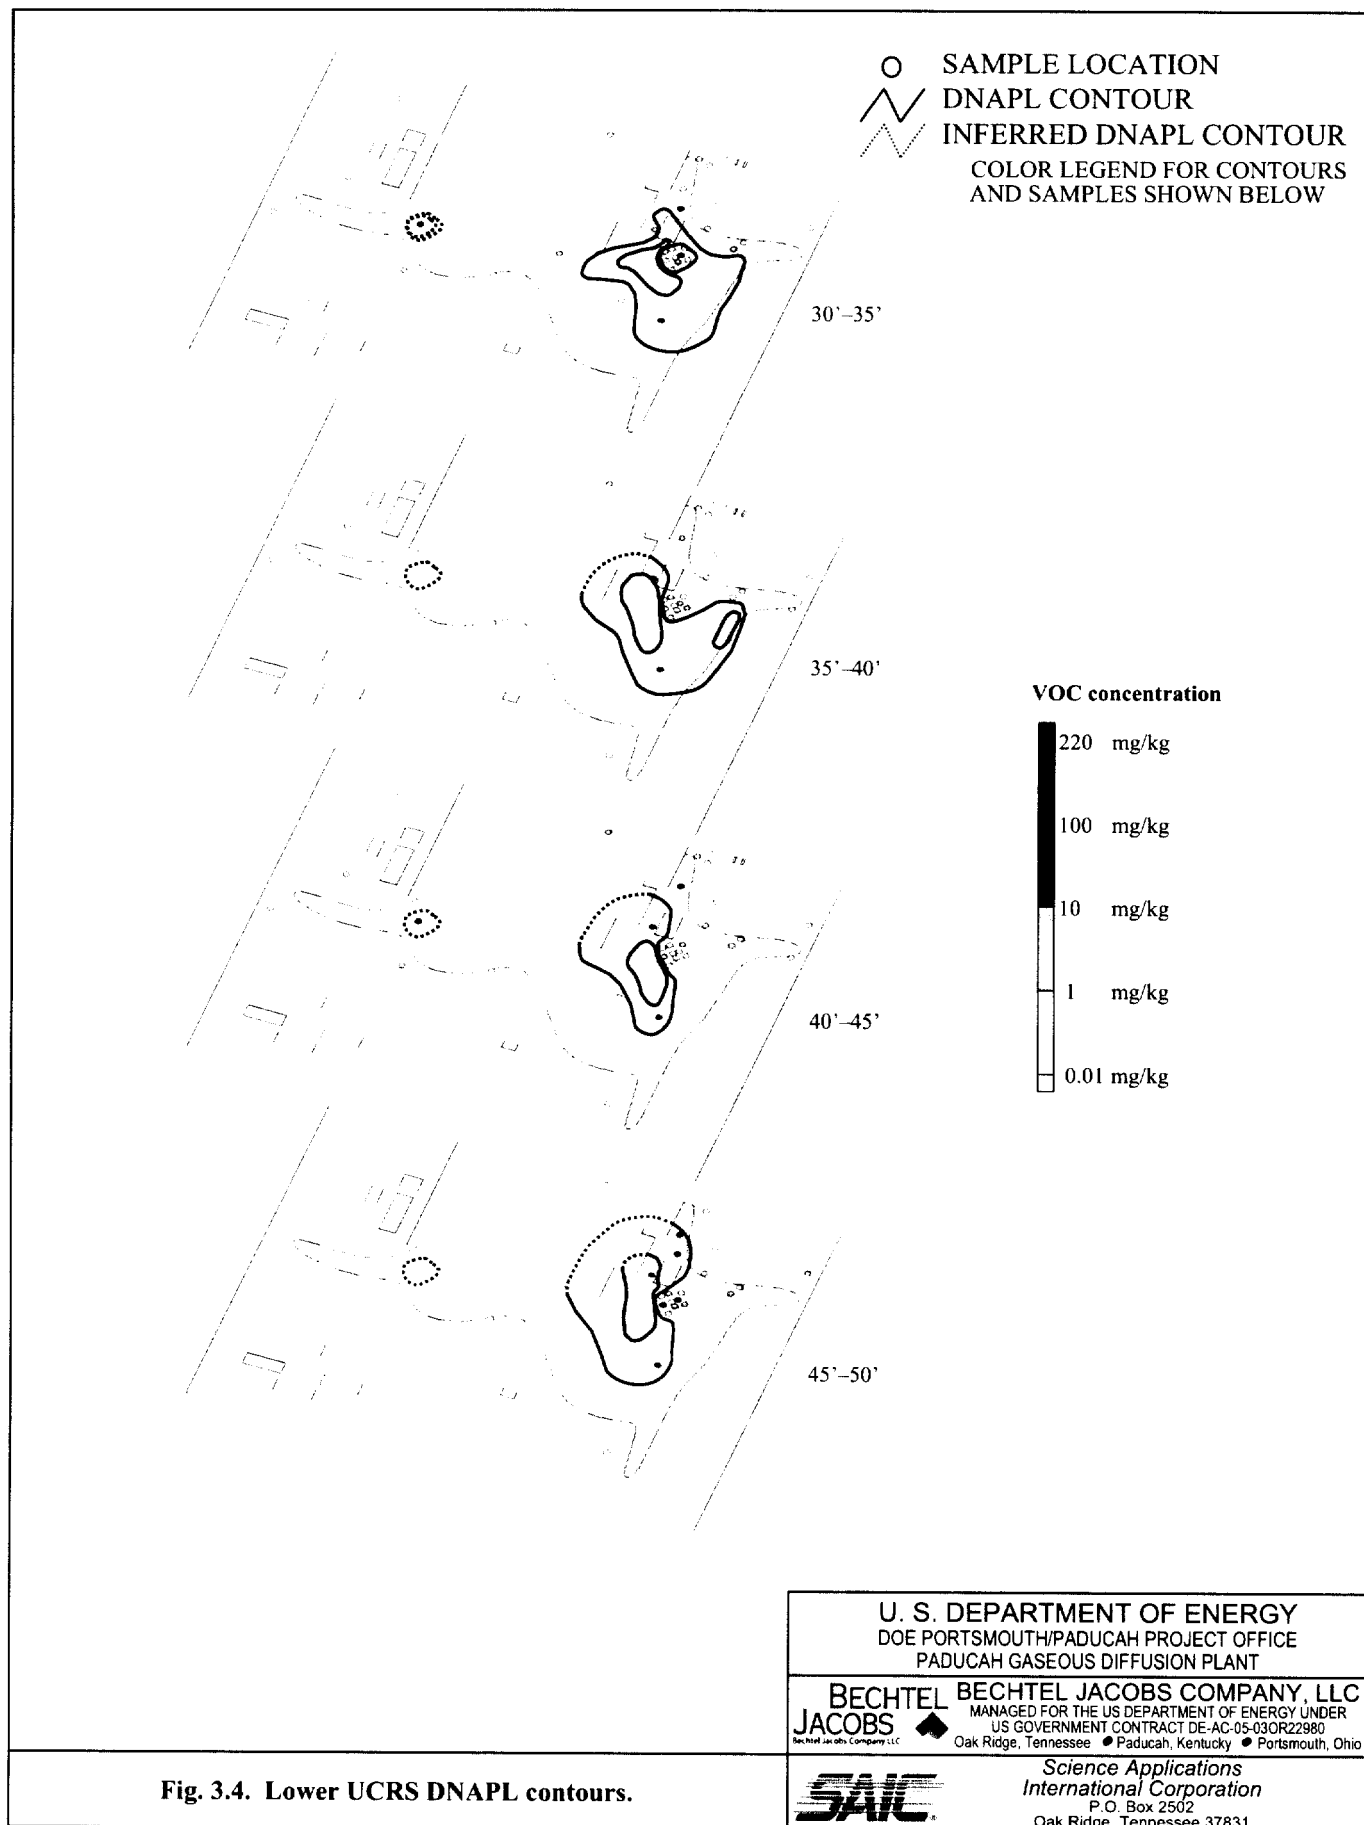 SAMPLE LOCATION
DNAPL CONTOUR
INFERRED DNAPL CONTOUR
COLOR LEGEND FOR CONTOURS
AND SAMPLES SHOWN BELOW
30'–35'
35'–40'
VOC concentration
220 mg/kg
100 mg/kg
10 mg/kg
1 mg/kg
0.01 mg/kg
40'–45'
45'–50'
U. S. DEPARTMENT OF ENERGY
DOE PORTSMOUTH/PADUCAH PROJECT OFFICE
PADUCAH GASEOUS DIFFUSION PLANT
BECHTEL
JACOBS
Bechtel Jacobs Company LLC
BECHTEL JACOBS COMPANY, LLC
MANAGED FOR THE US DEPARTMENT OF ENERGY UNDER
US GOVERNMENT CONTRACT DE-AC-05-03OR22980
Oak Ridge, Tennessee ● Paducah, Kentucky ● Portsmouth, Ohio
Fig. 3.4. Lower UCRS DNAPL contours.
SAIC
Science Applications
International Corporation
P.O. Box 2502
Oak Ridge, Tennessee 37831